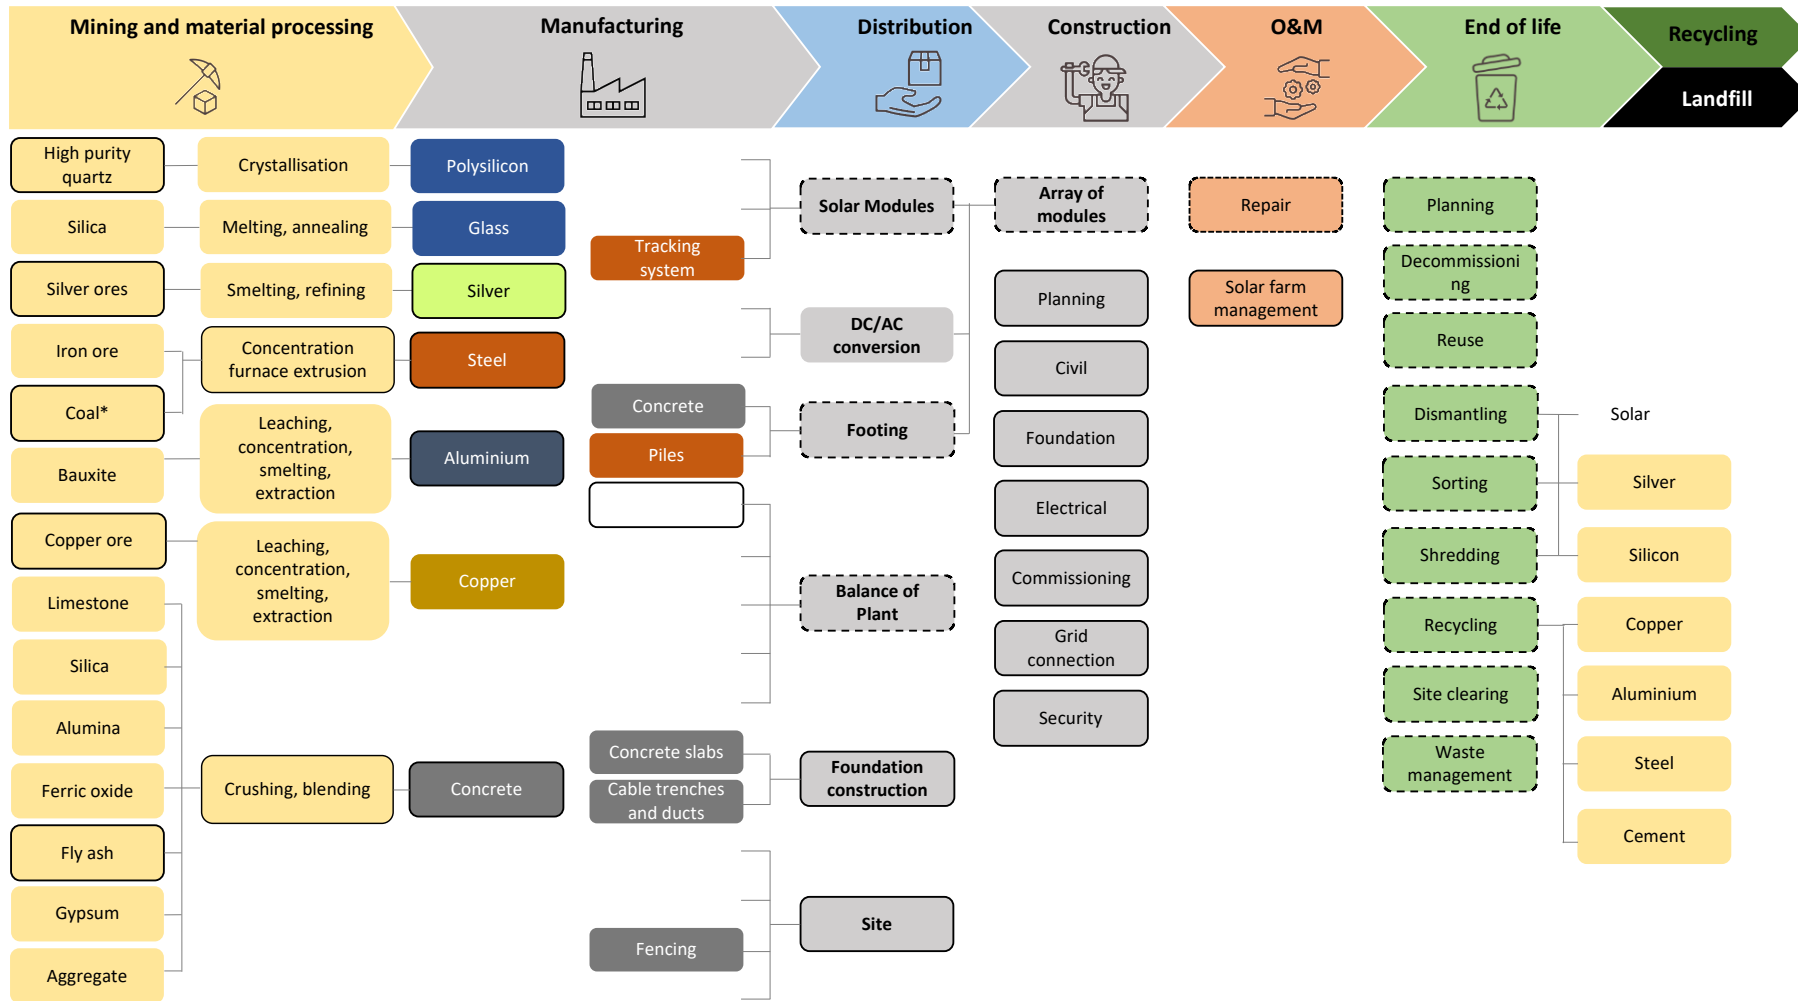 Mining and material processing
Manufacturing
Distribution
Construction
O&M
End of life
Recycling
Landfill
High purity
quartz
Crystallisation
Polysilicon
Silica
Melting, annealing
Glass
Silver ores
Smelting, refining
Silver
Iron ore
Coal*
Concentration
furnace extrusion
Steel
Bauxite
Leaching,
concentration,
smelting,
extraction
Aluminium
Copper ore
Leaching,
concentration,
smelting,
extraction
Copper
Limestone
Silica
Alumina
Ferric oxide
Fly ash
Gypsum
Aggregate
Crushing, blending
Concrete
Tracking
system
Concrete
Piles
Concrete slabs
Cable trenches
and ducts
Fencing
Solar Modules
DC/AC
conversion
Footing
Balance of
Plant
Foundation
construction
Site
Array of
modules
Planning
Civil
Foundation
Electrical
Commissioning
Grid
connection
Security
Repair
Solar farm
management
Planning
Decommissioni
ng
Reuse
Dismantling
Sorting
Shredding
Recycling
Site clearing
Waste
management
Solar
Silver
Silicon
Copper
Aluminium
Steel
Cement